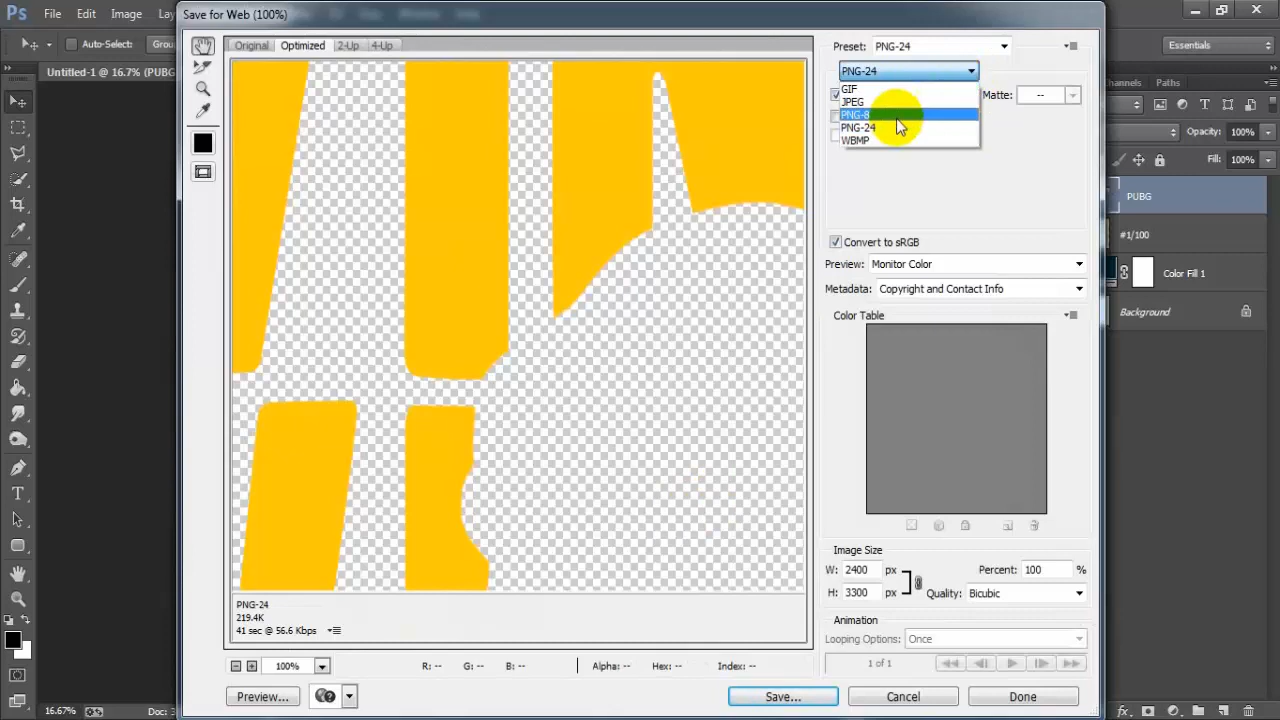 Ps File Edit Image La
Save for Web (100%)
Auto-Select: Grou
Essentials
Untitled-1 @ 16.7% (PUBG
Original Optimized 2-Up 4-Up
Preset: PNG-24
PNG-24
GIF
JPEG
PNG-8
PNG-24
WBMP
Matte: --
Channels Paths
Opacity: 100%
Fill: 100%
PUBG
#1/100
Color Fill 1
Background
Convert to sRGB
Preview: Monitor Color
Metadata: Copyright and Contact Info
Color Table
Image Size
W: 2400 px
H: 3300 px
Percent: 100 %
Quality: Bicubic
Animation
Looping Options: Once
1 of 1
PNG-24
219.4K
41 sec @ 56.6 Kbps
100%
R: -- G: -- B: -- Alpha: -- Hex: -- Index: --
Preview... Save... Cancel Done
16.67% Doc: 3
fx